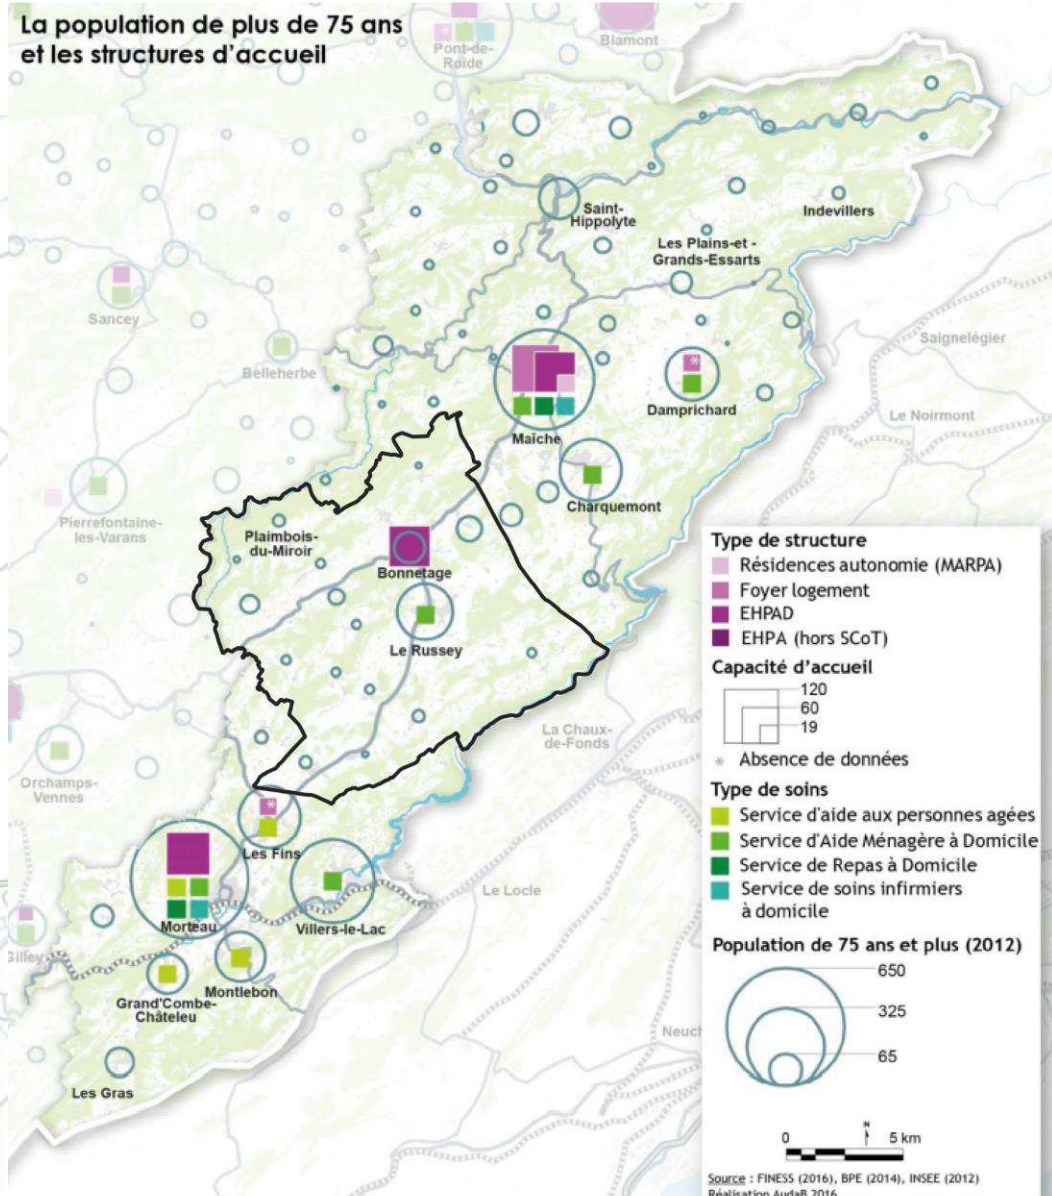 La population de plus de 75 ans
et les structures d'accueil
Pont-de-
Roide
Blamont
Saint-
Hippolyte
Indevillers
Les Plains-et -
Grands-Essarts
Sancey
Belleherbe
Saignelégier
Damprichard
Le Noirmont
Maîche
Charquemont
Pierrefontaine-
les-Varans
Plaimbois-
du-Miroir
Bonnetage
Le Russey
La Chaux-
de-Fonds
Orchamps-
Vennes
Les Fins
Le Locle
Morteau
Villers-le-Lac
Gilley
Montlebon
Grand'Combe-
Châteleu
Neuch
Les Gras
Type de structure
Résidences autonomie (MARPA)
Foyer logement
EHPAD
EHPA (hors SCoT)
Capacité d'accueil
120
60
19
* Absence de données
Type de soins
Service d'aide aux personnes agées
Service d'Aide Ménagère à Domicile
Service de Repas à Domicile
Service de soins infirmiers
à domicile
Population de 75 ans et plus (2012)
650
325
65
N
0 5 km
Source : FINESS (2016), BPE (2014), INSEE (2012)
Réalisation AudaB 2016